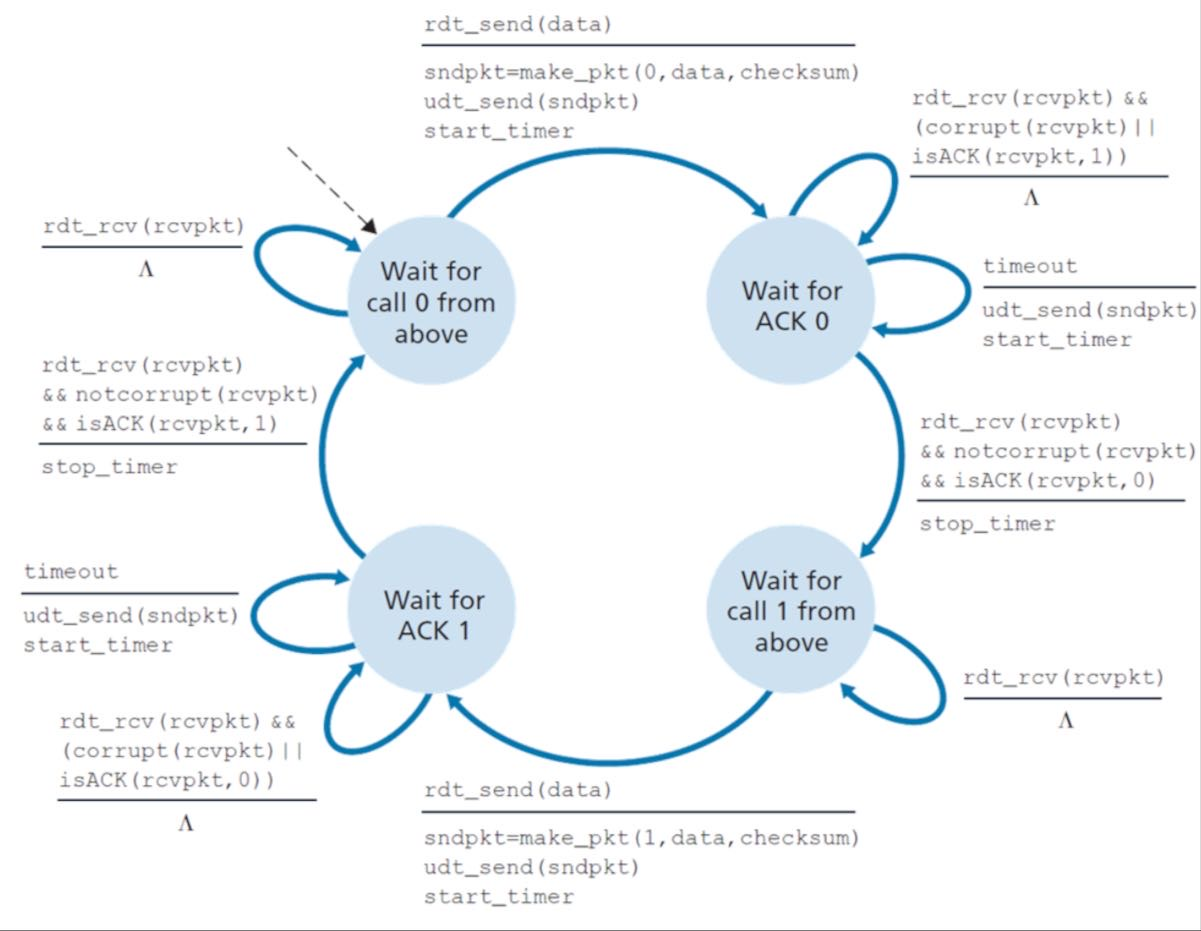 rdt_send(data)
sndpkt=make_pkt(0,data,checksum)
udt_send(sndpkt)
start_timer
rdt_rcv(rcvpkt) &&
(corrupt(rcvpkt)||
isACK(rcvpkt,1))
Λ
rdt_rcv(rcvpkt)
Λ
Wait for
call 0 from
above
Wait for
ACK 0
timeout
udt_send(sndpkt)
start_timer
rdt_rcv(rcvpkt)
&& notcorrupt(rcvpkt)
&& isACK(rcvpkt,1)
stop_timer
rdt_rcv(rcvpkt)
&& notcorrupt(rcvpkt)
&& isACK(rcvpkt,0)
stop_timer
timeout
udt_send(sndpkt)
start_timer
Wait for
ACK 1
Wait for
call 1 from
above
rdt_rcv(rcvpkt)
Λ
rdt_rcv(rcvpkt) &&
(corrupt(rcvpkt)||
isACK(rcvpkt,0))
Λ
rdt_send(data)
sndpkt=make_pkt(1,data,checksum)
udt_send(sndpkt)
start_timer